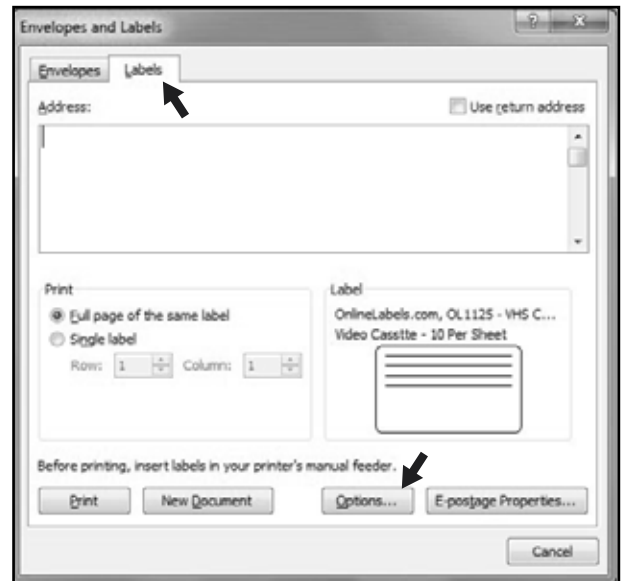 Envelopes and Labels
Envelopes Labels
Address: Use return address
Print
Full page of the same label
Single label
Row: 1 Column: 1
Label
OnlineLabels.com, OL1125 - VHS C...
Video Casstte - 10 Per Sheet
Before printing, insert labels in your printer's manual feeder.
Print New Document Options... E-postage Properties...
Cancel